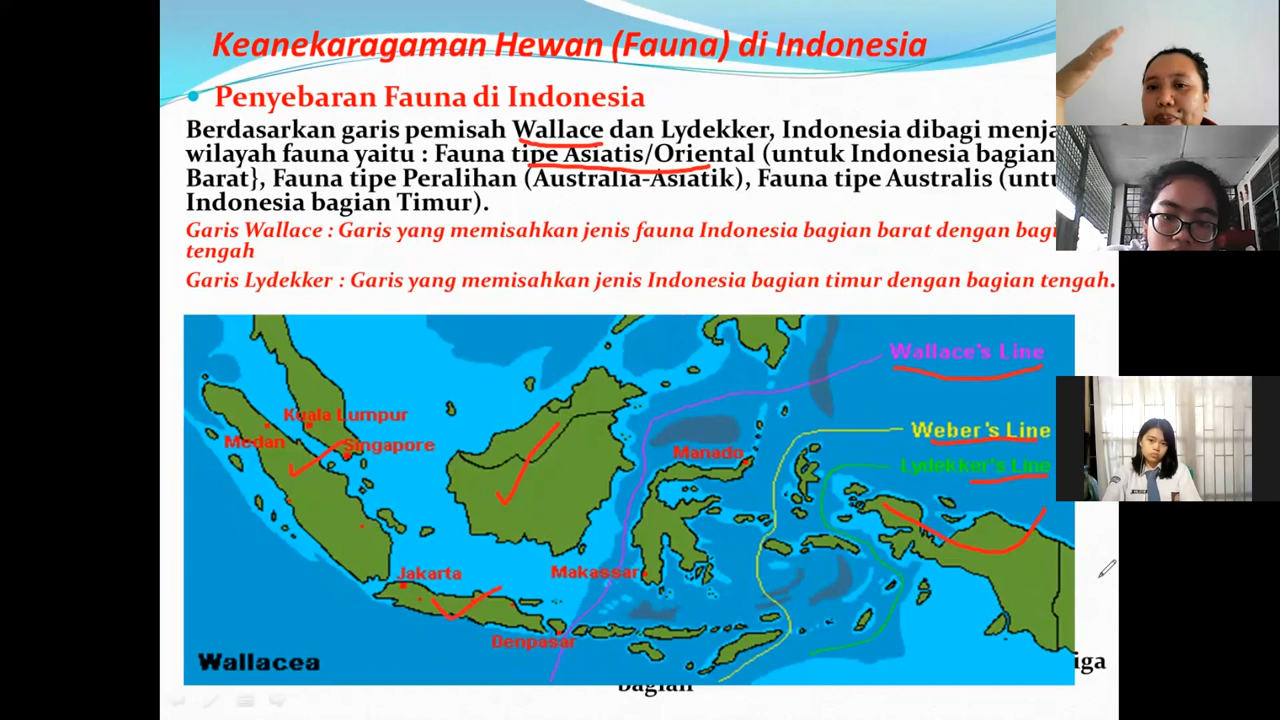 Keanekaragaman Hewan (Fauna) di Indonesia
• Penyebaran Fauna di Indonesia
Berdasarkan garis pemisah Wallace dan Lydekker, Indonesia dibagi menja
wilayah fauna yaitu : Fauna tipe Asiatis/Oriental (untuk Indonesia bagian
Barat}, Fauna tipe Peralihan (Australia-Asiatik), Fauna tipe Australis (untu
Indonesia bagian Timur).
Garis Wallace : Garis yang memisahkan jenis fauna Indonesia bagian barat dengan bagi
tengah
Garis Lydekker : Garis yang memisahkan jenis Indonesia bagian timur dengan bagian tengah.
Wallace's Line
Kuala Lumpur
Weber's Line
Medan
Singapore
Manado
Lydekker's Line
Jakarta
Makassar
Denpasar
Wallacea
iga
bagian